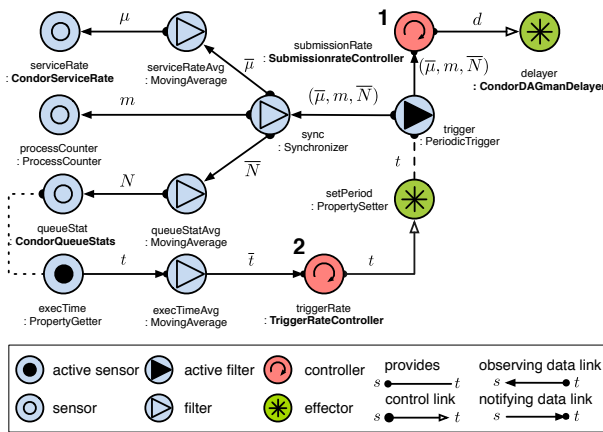 μ
serviceRate
: CondorServiceRate
serviceRateAvg
: MovingAverage
μ̅
1
submissionRate
: SubmissionrateController
d
delayer
: CondorDAGmanDelayer
(μ̅, m, N̅)
m
processCounter
: ProcessCounter
sync
: Synchronizer
(μ̅, m, N̅)
trigger
: PeriodicTrigger
N̅
t
N
queueStat
: CondorQueueStats
queueStatAvg
: MovingAverage
setPeriod
: PropertySetter
2
t
t̅
t
execTime
: PropertyGetter
execTimeAvg
: MovingAverage
triggerRate
: TriggerRateController
active sensor
active filter
controller
provides
observing data link
s t
s t
sensor
filter
effector
control link
notifying data link
s t
s t